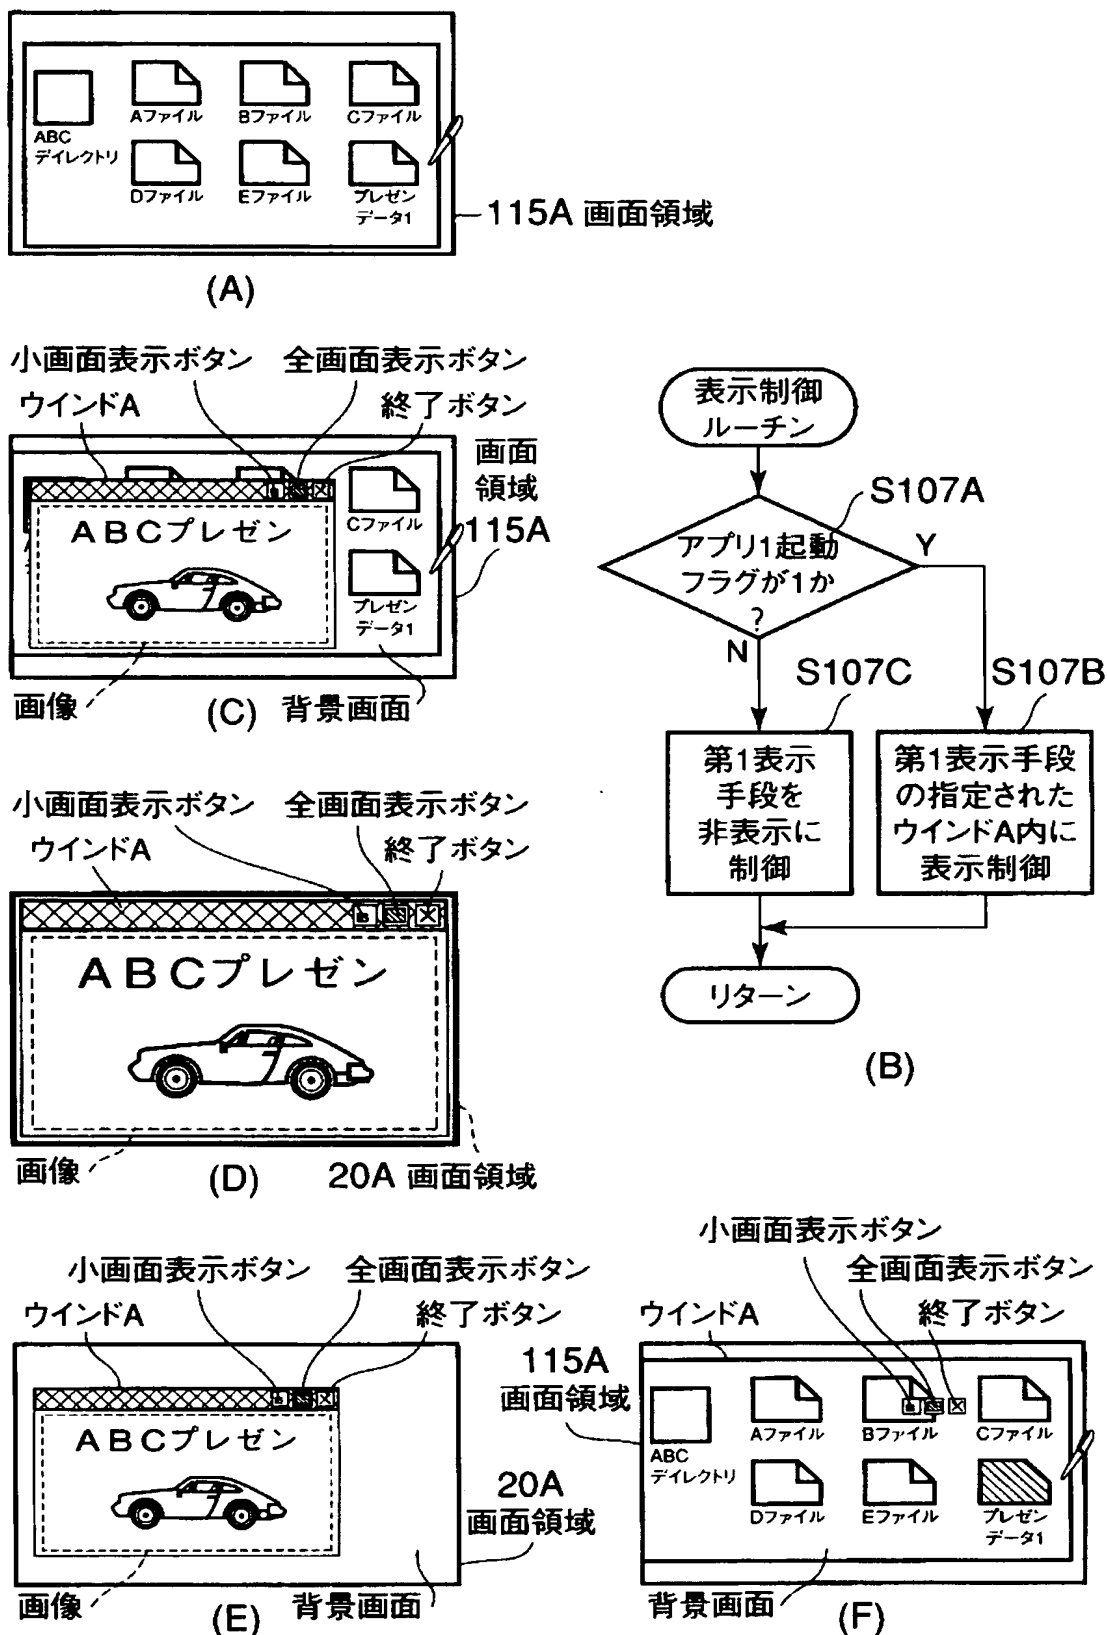 ABC
デイレクトリ
Aファイル
Bファイル
Cファイル
Dファイル
Eファイル
プレゼン
データ1
115A 画面領域
(A)
小画面表示ボタン
全画面表示ボタン
ウインドA
終了ボタン
画面
領域
115A
ABCプレゼン
Cファイル
プレゼン
データ1
画像
(C)
背景画面
表示制御
ルーチン
S107A
アプリ1起動
フラグが1か
?
Y
N
S107C
S107B
第1表示
手段を
非表示に
制御
第1表示手段
の指定された
ウインドA内に
表示制御
リターン
(B)
小画面表示ボタン
全画面表示ボタン
ウインドA
終了ボタン
ABCプレゼン
画像
(D)
20A 画面領域
小画面表示ボタン
全画面表示ボタン
ウインドA
終了ボタン
ABCプレゼン
20A
画面領域
画像
(E)
背景画面
小画面表示ボタン
全画面表示ボタン
ウインドA
終了ボタン
115A
画面領域
ABC
デイレクトリ
Aファイル
Bファイル
Cファイル
Dファイル
Eファイル
プレゼン
データ1
背景画面
(F)